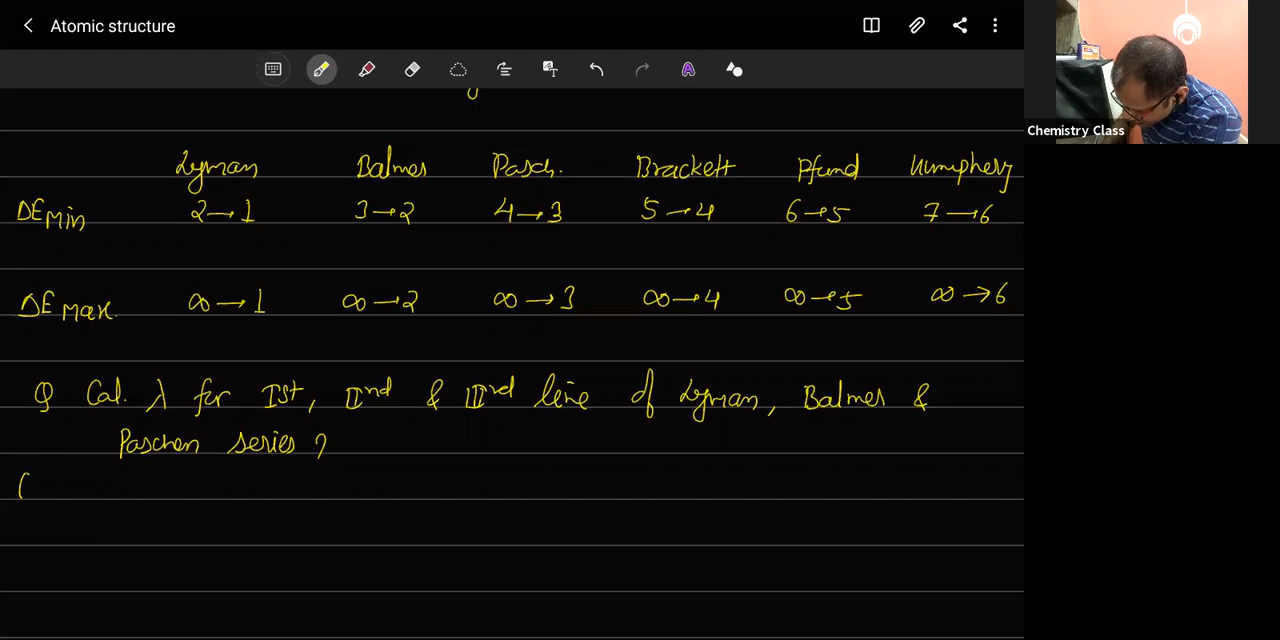 Atomic structure
Chemistry Class
Lyman Balmer Pasch. Brackett Pfund Humphery
ΔE Min 2→1 3→2 4→3 5→4 6→5 7→6
ΔE Max. ∞→1 ∞→2 ∞→3 ∞→4 ∞→5 ∞→6
Q Cal. λ for Ist, IInd & IIIrd line of Lyman, Balmer &
Paschen series ?
(